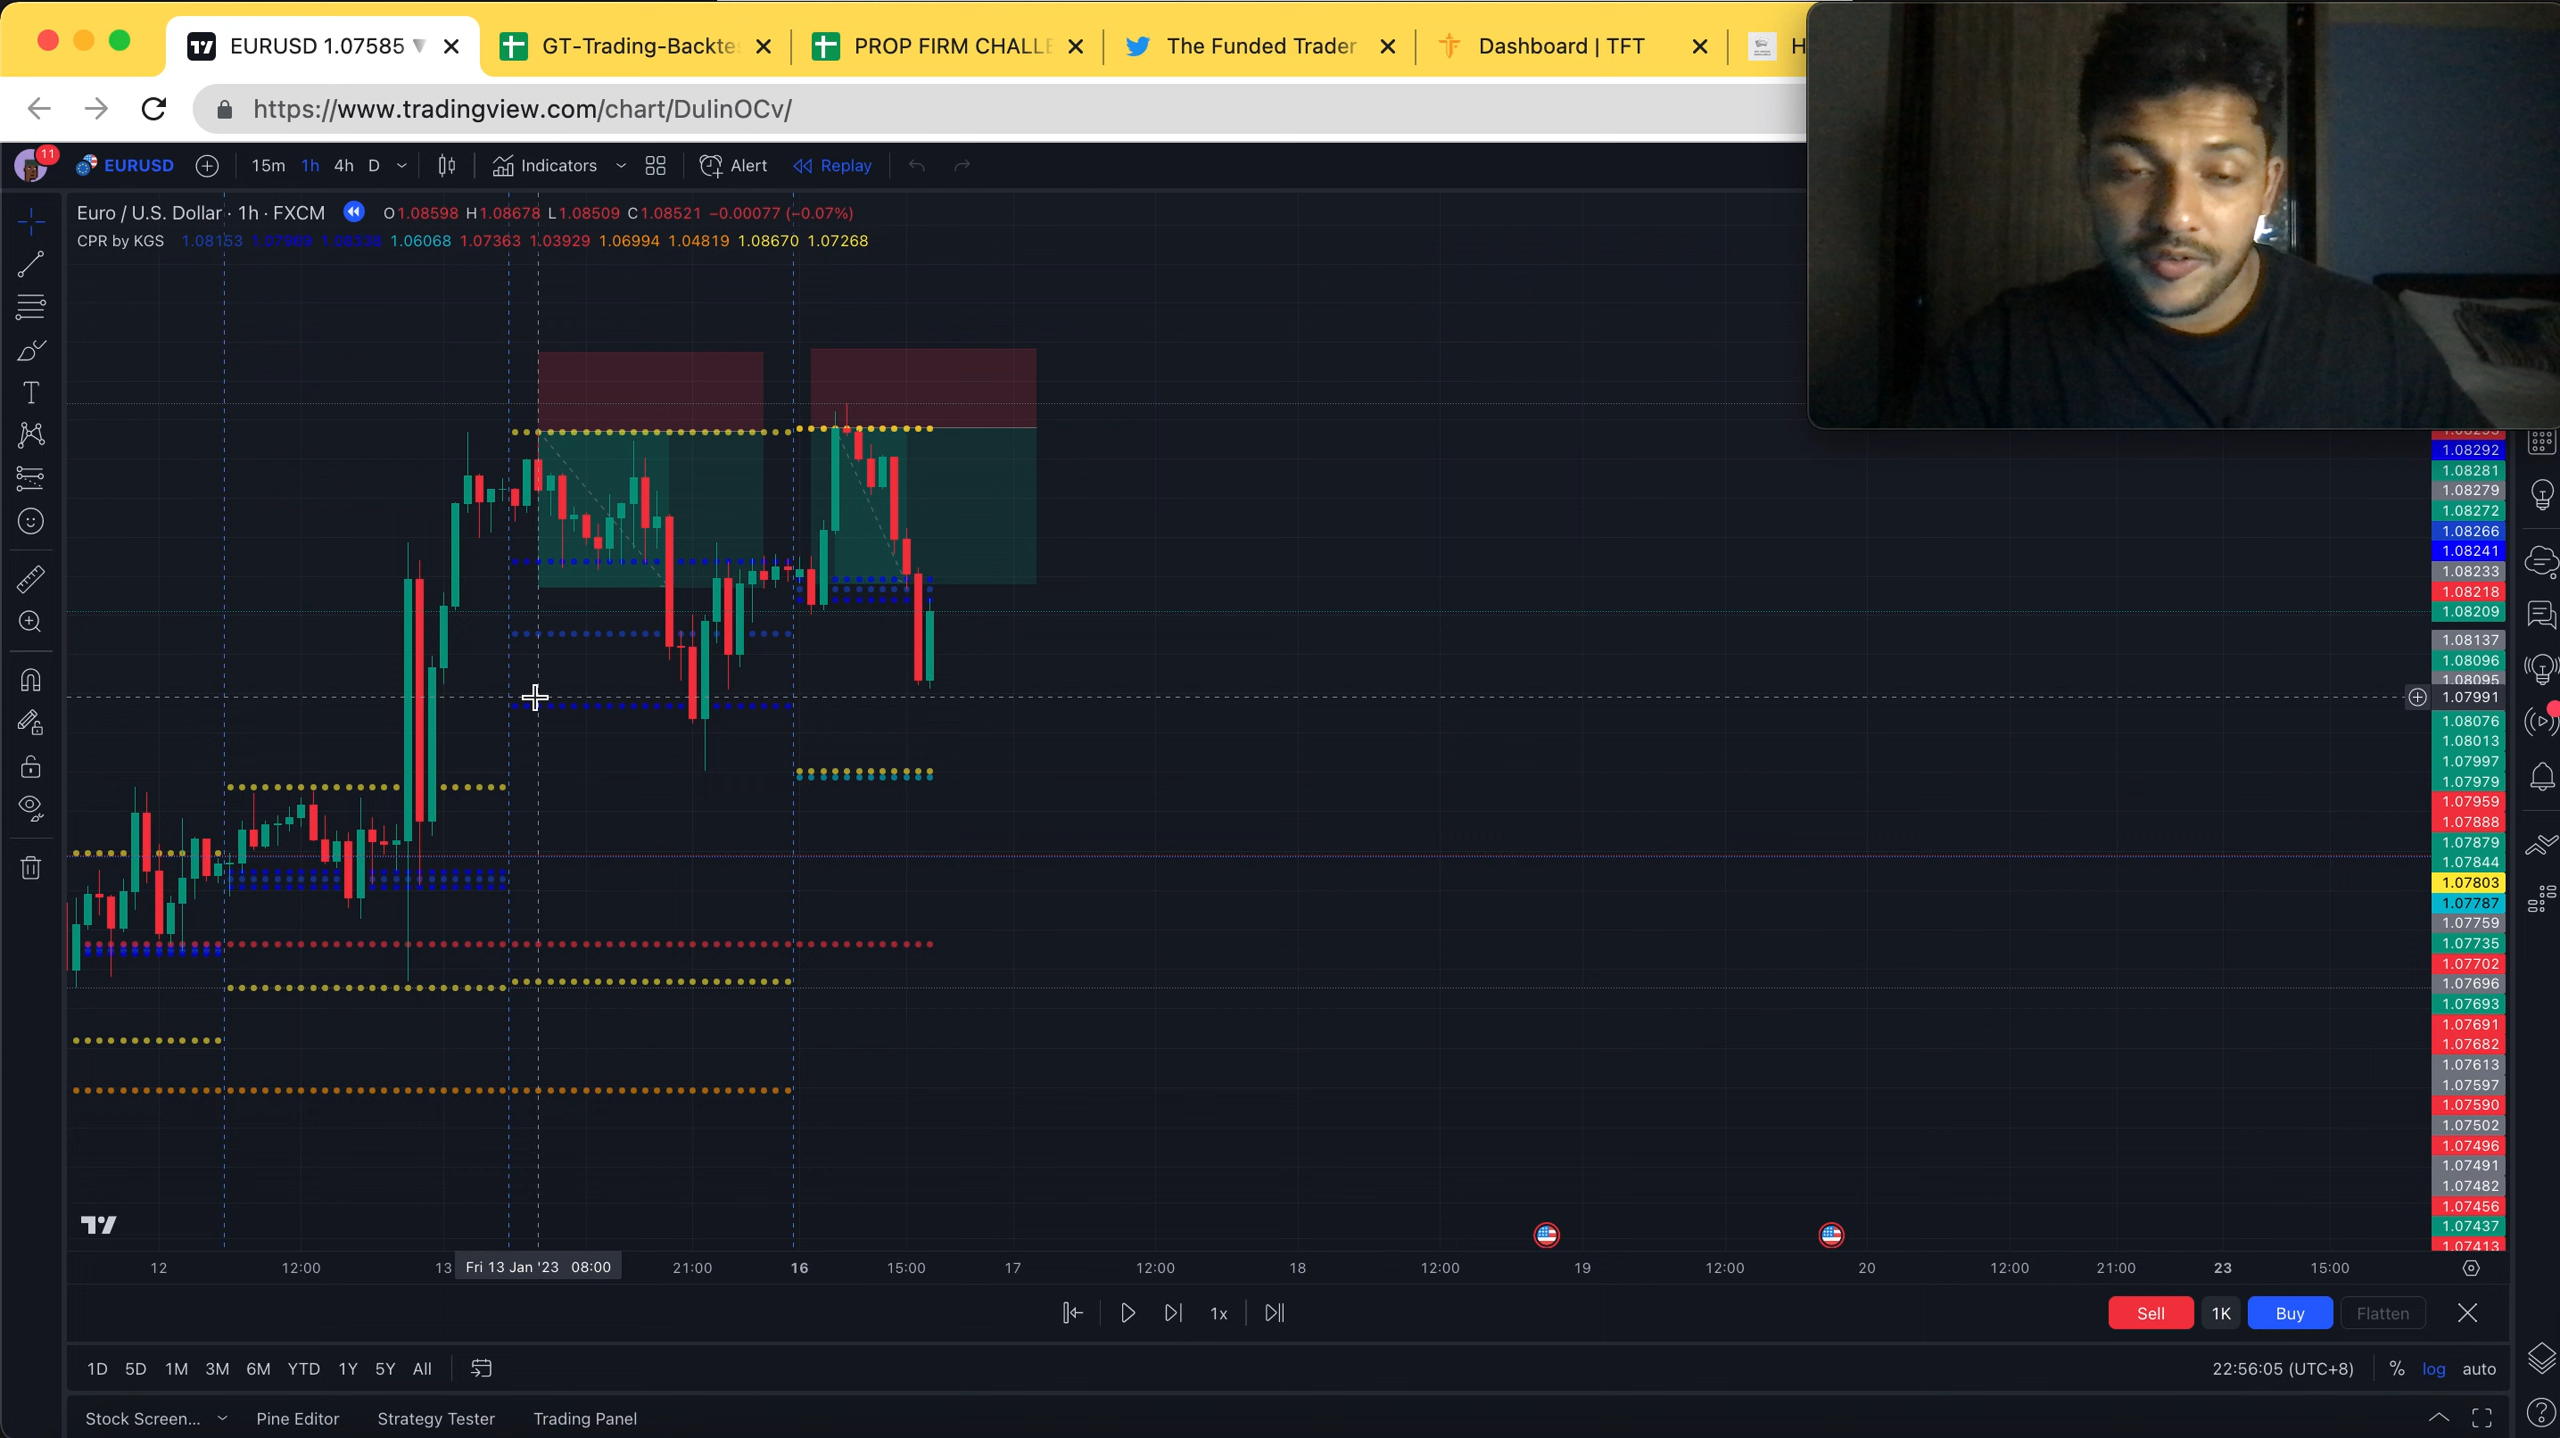 EURUSD 1.07585
GT-Trading-Backte
PROP FIRM CHALLE
The Funded Trader
Dashboard | TFT
H
https://www.tradingview.com/chart/DulinOCv/
11
EURUSD
15m 1h 4h D
Indicators
Alert
Replay
Euro / U.S. Dollar · 1h · FXCM O1.08598 H1.08678 L1.08509 C1.08521 −0.00077 (−0.07%)
CPR by KGS 1.08153 1.06068 1.07363 1.03929 1.06994 1.04819 1.08670 1.07268
1.08292
1.08281
1.08279
1.08272
1.08266
1.08241
1.08233
1.08218
1.08209
1.08137
1.08096
1.08095
1.07991
1.08076
1.08013
1.07997
1.07979
1.07959
1.07888
1.07879
1.07844
1.07803
1.07787
1.07759
1.07735
1.07702
1.07696
1.07693
1.07691
1.07682
1.07613
1.07597
1.07590
1.07502
1.07496
1.07491
1.07482
1.07456
1.07437
1.07413
12 12:00 13 Fri 13 Jan '23 08:00 21:00 16 15:00 17 12:00 18 12:00 19 12:00 20 12:00 21:00 23 15:00
1x
Sell 1K Buy Flatten
1D 5D 1M 3M 6M YTD 1Y 5Y All
22:56:05 (UTC+8) % log auto
Stock Screen... Pine Editor Strategy Tester Trading Panel